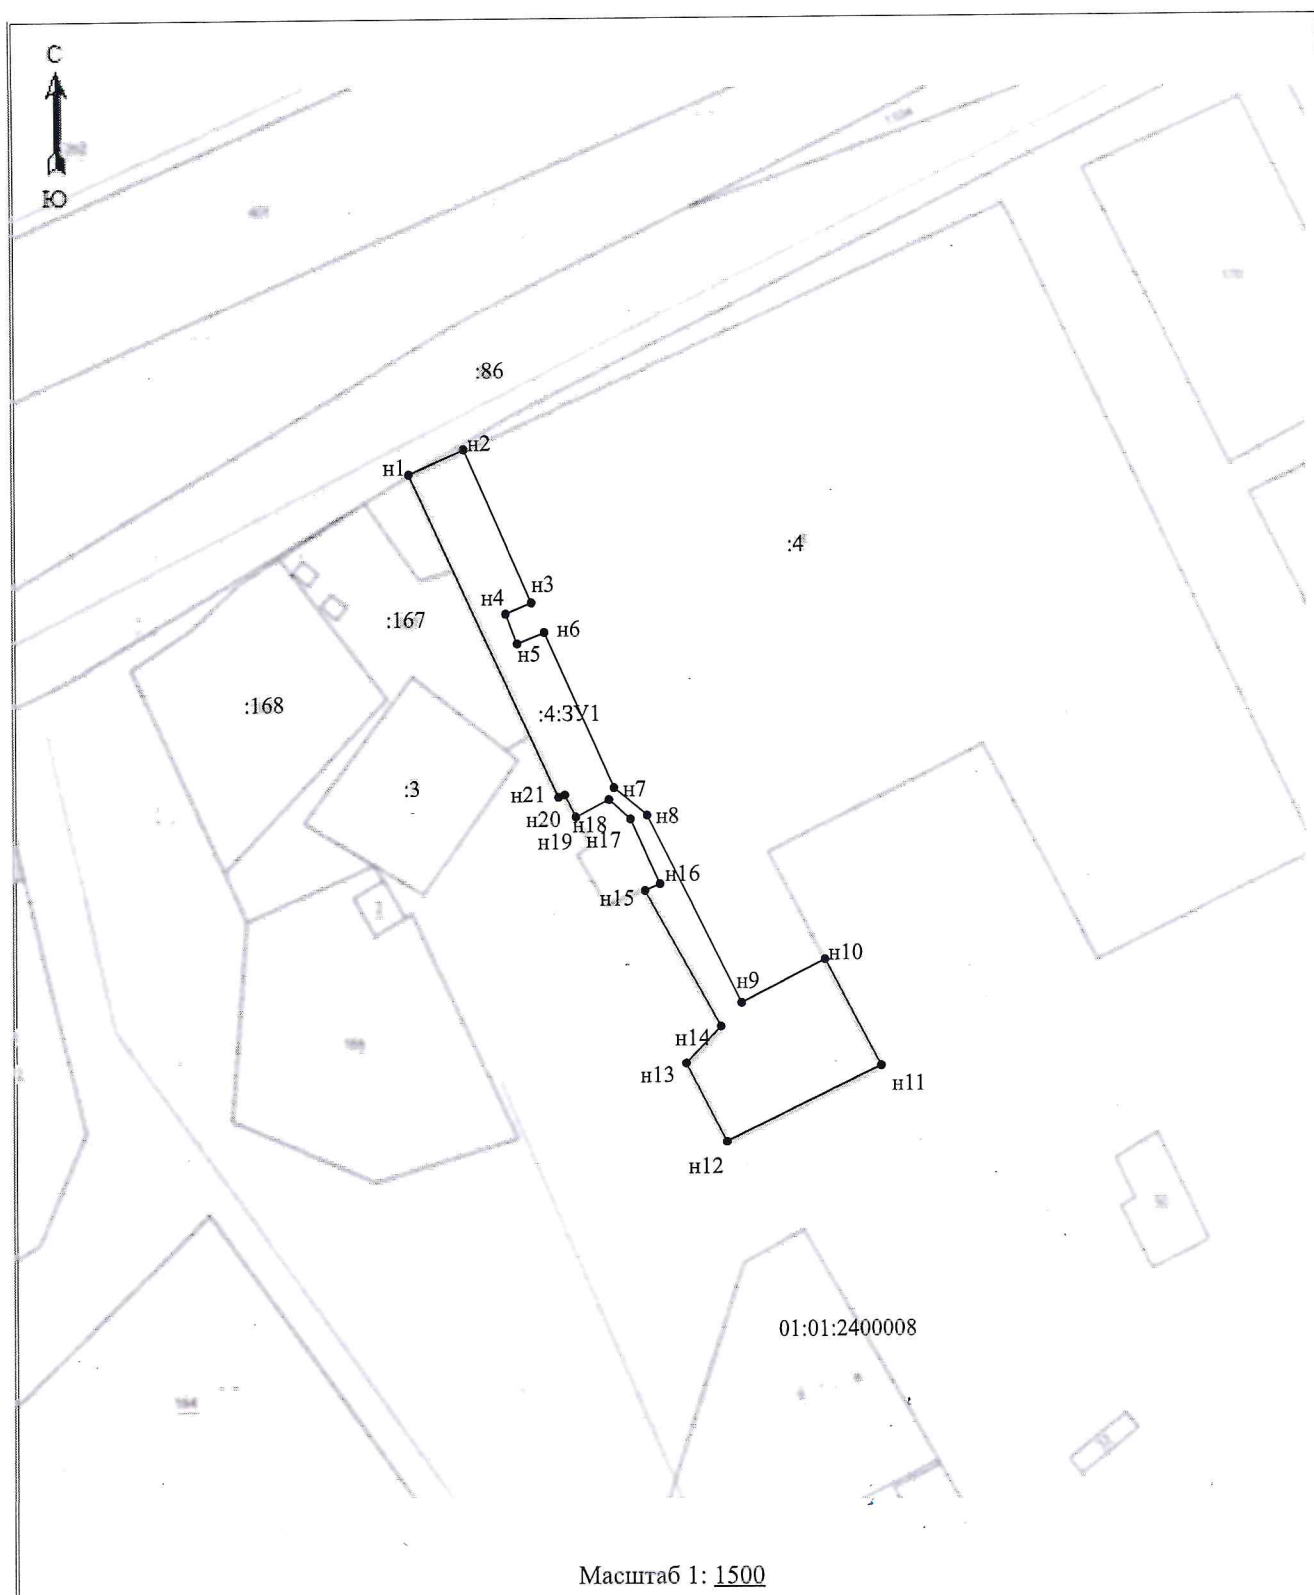 С
Ю
:86
н2
н1
:4
н3
н4
:167
н6
н5
:168
:4:ЗУ1
:3
н7
н21
н8
н20
н18
н19
н17
н16
н15
н10
н9
н14
н13
н11
н12
01:01:2400008
164
Масштаб 1: 1500